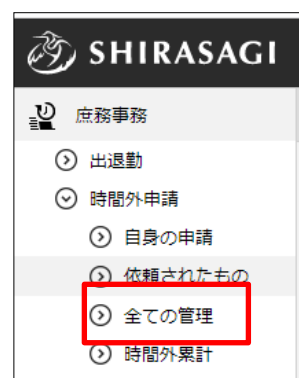 SHIRASAGI
庶務事務
出退勤
時間外申請
自身の申請
依頼されたもの
全ての管理
時間外累計